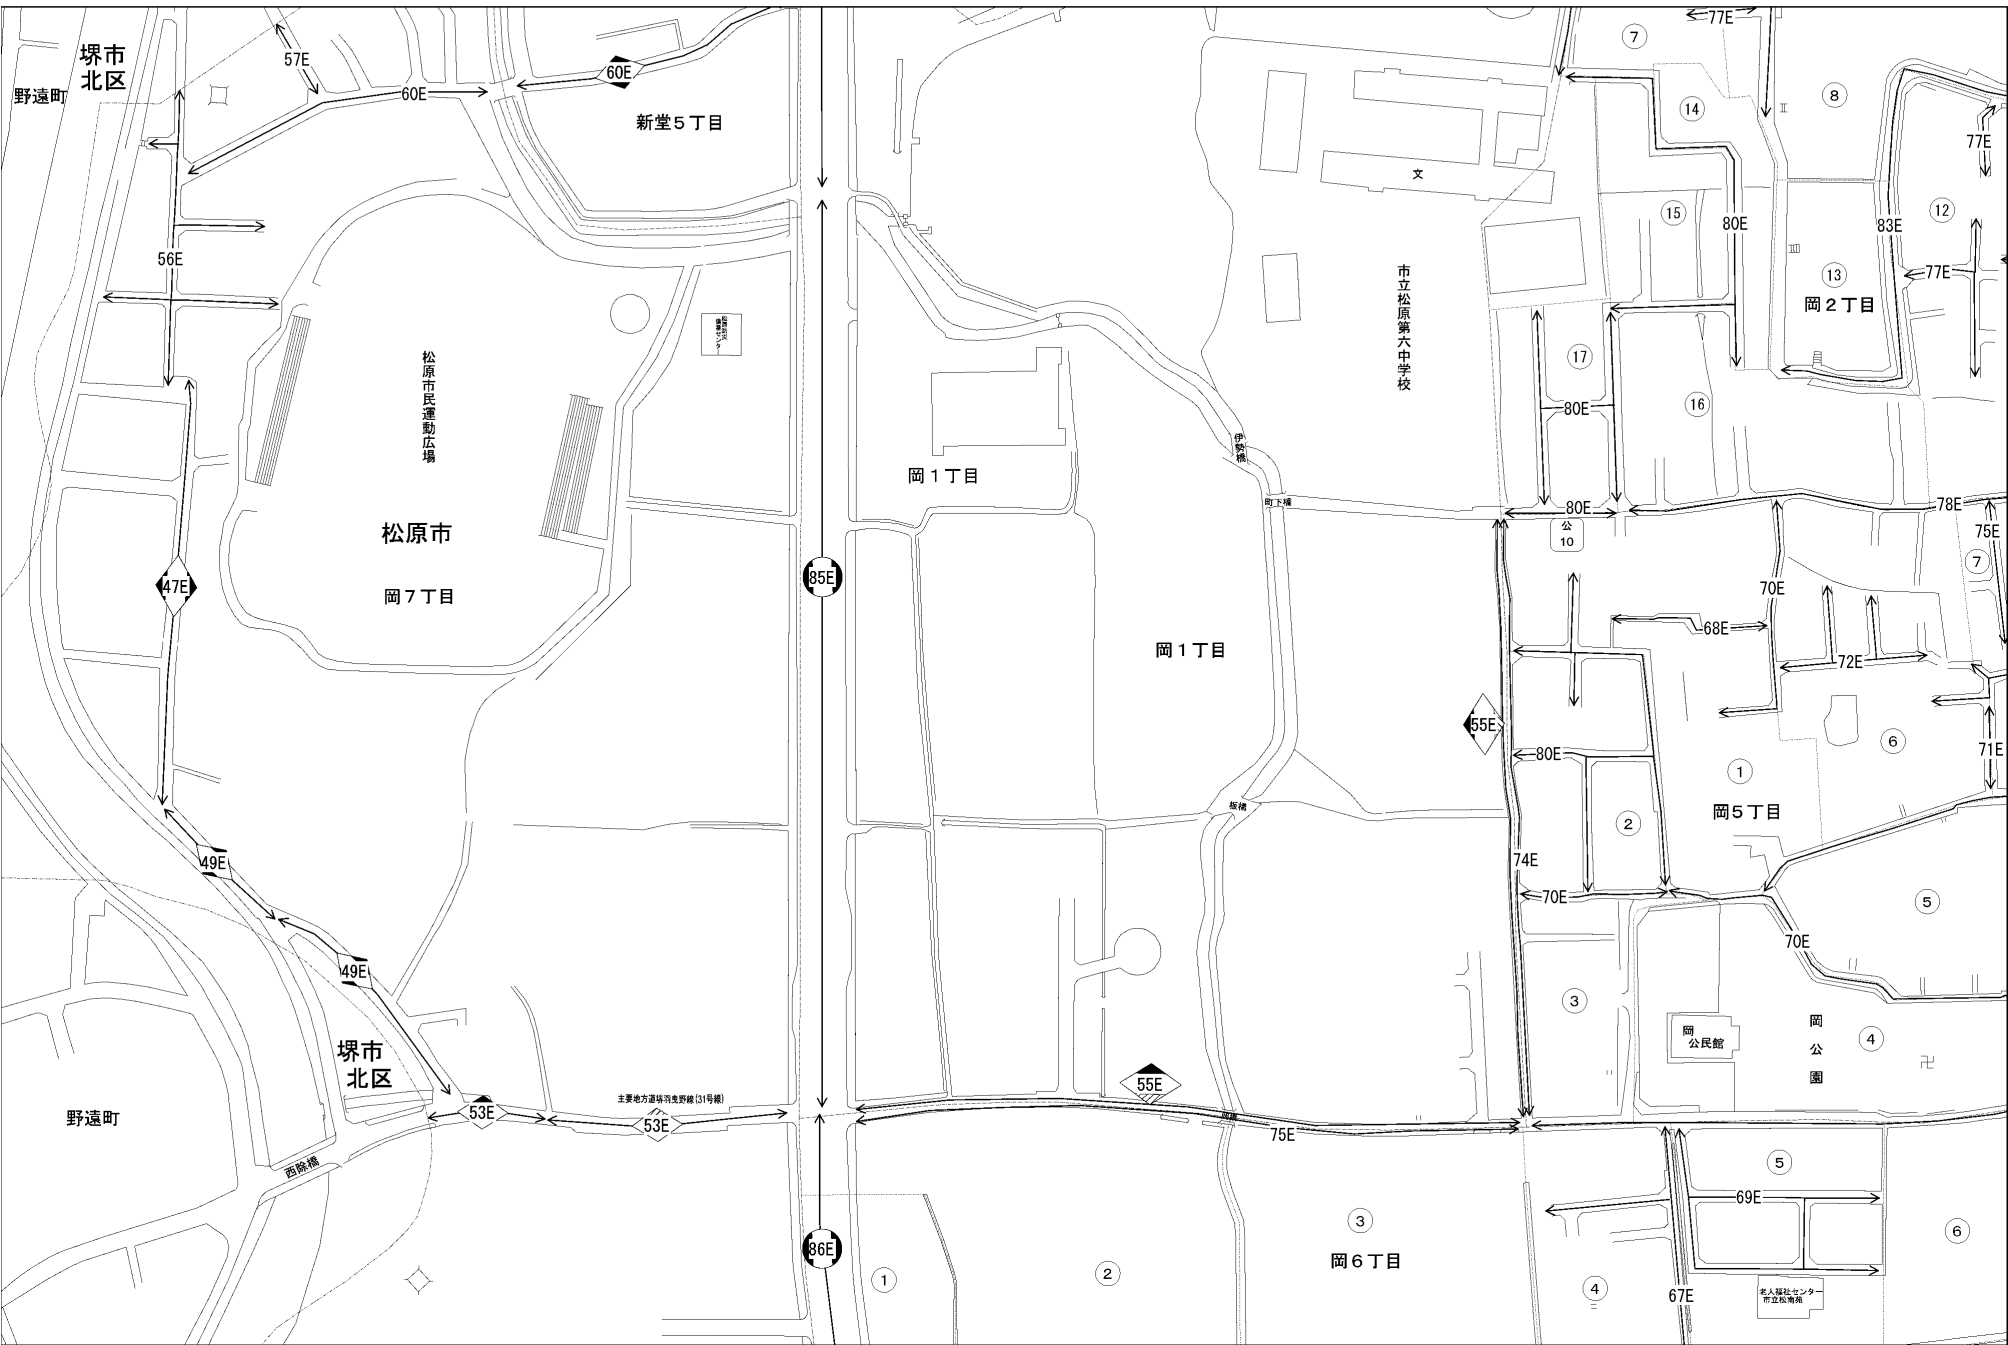 堺市
北区
野遠町
57E
60E
60E
新堂５丁目
56E
47E
49E
49E
松原市民運動広場
松原市
岡７丁目
堺市
北区
野遠町
西除橋
53E
53E
主要地方道堺羽曳野線(31号線)
85E
86E
岡１丁目
岡１丁目
伊勢橋
町下橋
板橋
55E
75E
文
市立松原第六中学校
77E
7
14
8
77E
15
80E
83E
12
13
77E
岡２丁目
17
80E
16
80E
78E
公
10
75E
7
70E
68E
72E
55E
80E
6
71E
1
岡５丁目
2
74E
70E
5
70E
3
岡
公民館
岡公園
4
卍
5
69E
6
3
岡６丁目
1
2
4
67E
老人福祉センター
市立松南苑